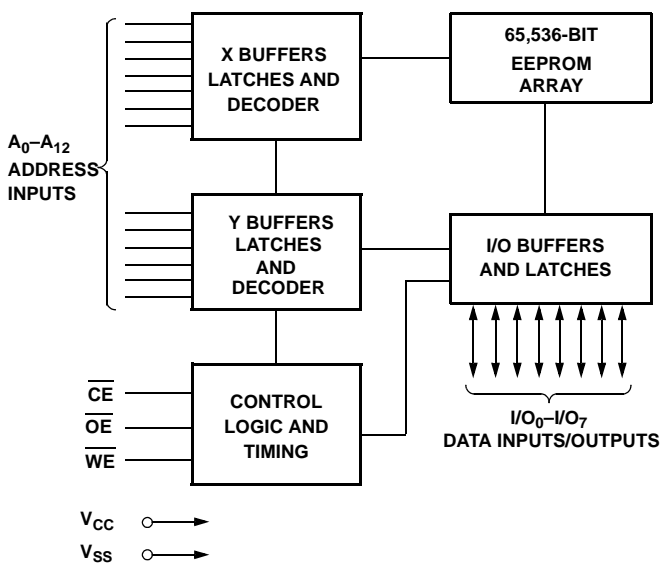 X BUFFERS
LATCHES AND
DECODER
65,536-BIT
EEPROM
ARRAY
A0–A12
ADDRESS
INPUTS
Y BUFFERS
LATCHES
AND
DECODER
I/O BUFFERS
AND LATCHES
CE
OE
WE
CONTROL
LOGIC AND
TIMING
I/O0–I/O7
DATA INPUTS/OUTPUTS
VCC
VSS